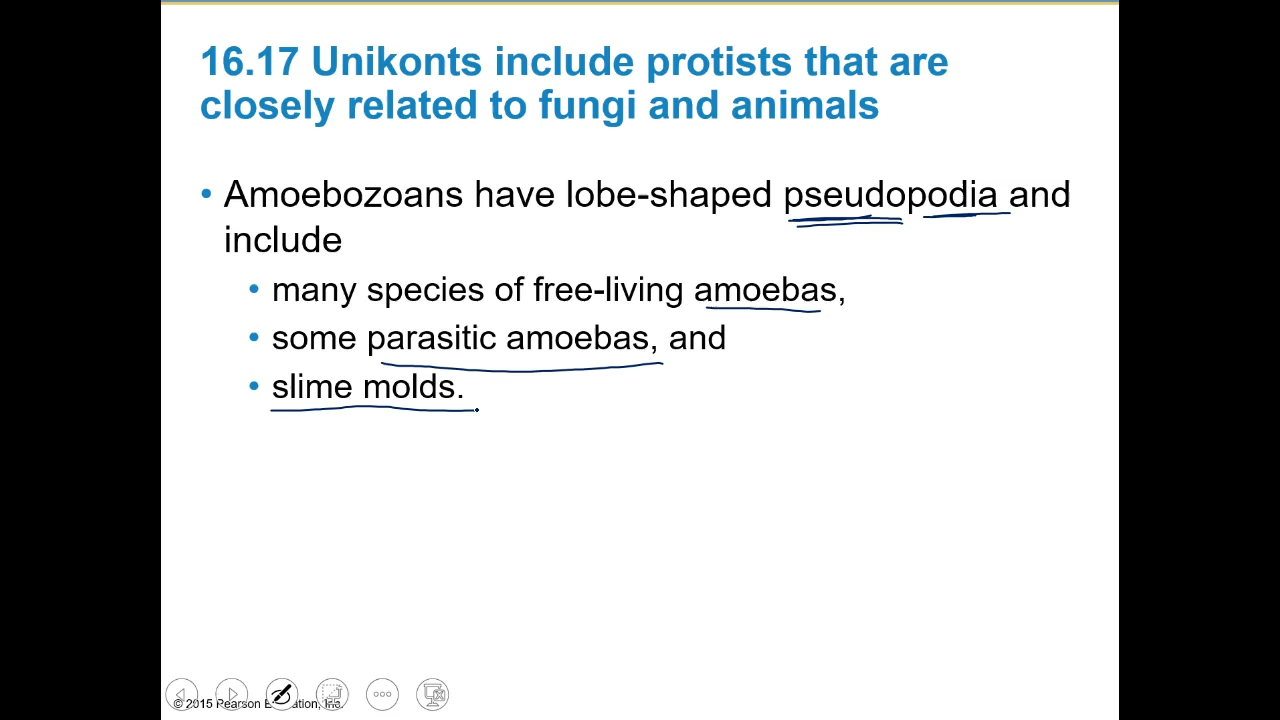 16.17 Unikonts include protists that are
closely related to fungi and animals
• Amoebozoans have lobe-shaped pseudopodia and
include
• many species of free-living amoebas,
• some parasitic amoebas, and
• slime molds.
© 2015 Pearson Inc.